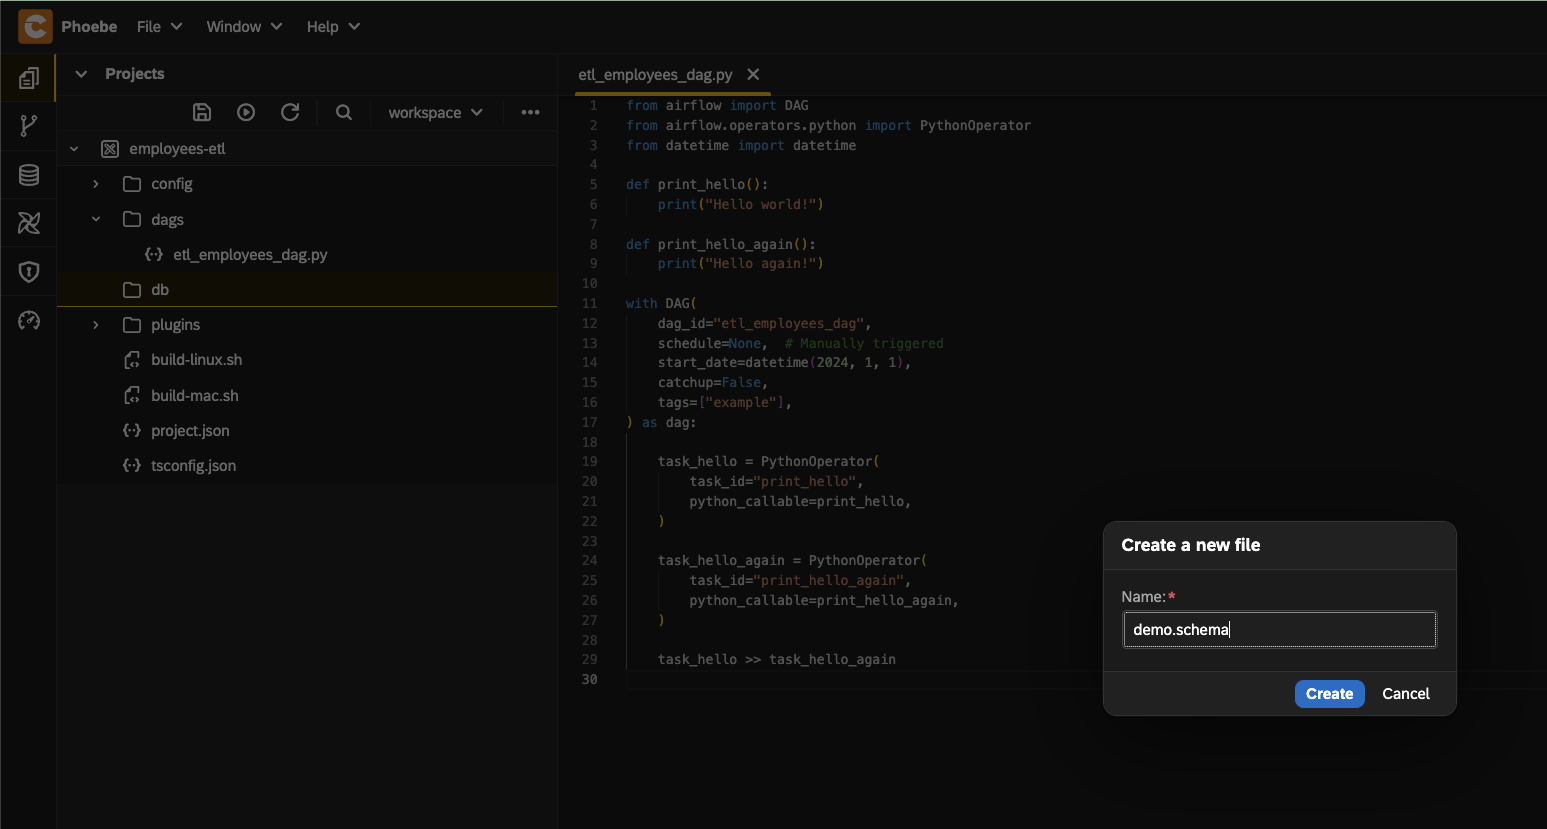 Phoebe File Window Help
Projects
workspace
employees-etl
config
dags
etl_employees_dag.py
db
plugins
build-linux.sh
build-mac.sh
project.json
tsconfig.json
etl_employees_dag.py
1 from airflow import DAG
2 from airflow.operators.python import PythonOperator
3 from datetime import datetime
4
5 def print_hello():
6     print("Hello world!")
7
8 def print_hello_again():
9     print("Hello again!")
10
11 with DAG(
12     dag_id="etl_employees_dag",
13     schedule=None,  # Manually triggered
14     start_date=datetime(2024, 1, 1),
15     catchup=False,
16     tags=["example"],
17 ) as dag:
18
19     task_hello = PythonOperator(
20         task_id="print_hello",
21         python_callable=print_hello,
22     )
23
24     task_hello_again = PythonOperator(
25         task_id="print_hello_again",
26         python_callable=print_hello_again,
27     )
28
29     task_hello >> task_hello_again
30
Create a new file
Name:*
demo.schema
Create Cancel